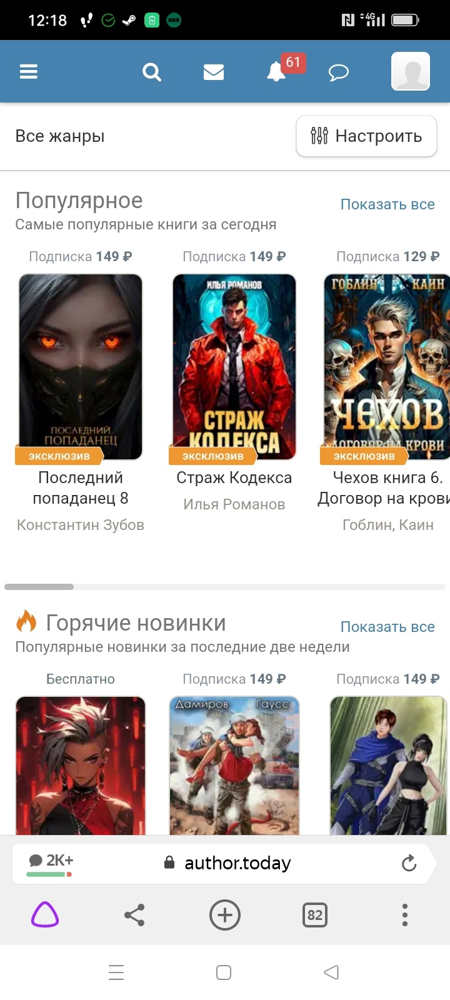 12:18
MIR
4G
61
Все жанры
Настроить
Популярное
Показать все
Самые популярные книги за сегодня
Подписка 149 ₽
Подписка 149 ₽
Подписка 129 ₽
ПОСЛЕДНИЙ
ПОПАДАНЕЦ
эксклюзив
ИЛЬЯ РОМАНОВ
СТРАЖ
КОДЕКСА
эксклюзив
ГОБЛИН КАИН
ЧЕХОВ
ДОГОВОР НА КРОВИ
эксклюзив
Последний
попаданец 8
Константин Зубов
Страж Кодекса
Илья Романов
Чехов книга 6.
Договор на крови
Гоблин, Каин
Горячие новинки
Показать все
Популярные новинки за последние две недели
Бесплатно
Подписка 149 ₽
Подписка 149 ₽
Дамиров Гаусс
2K+
author.today
82